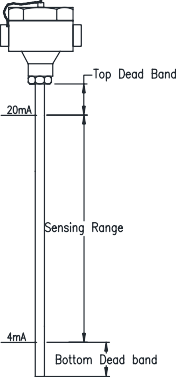 Top Dead Band
20mA
Sensing Range
4mA
Bottom Dead band